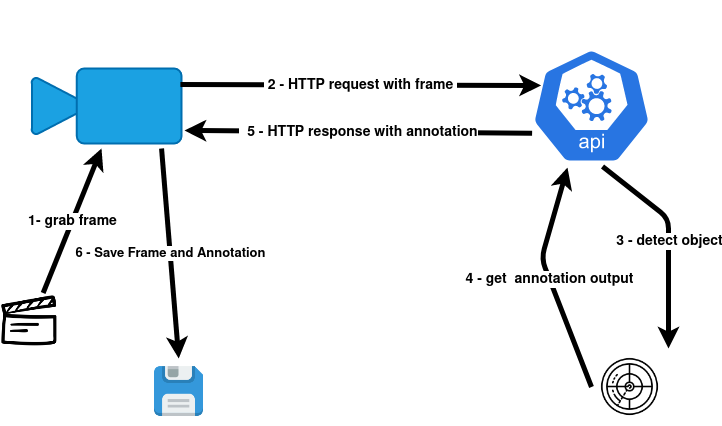 2 - HTTP request with frame
5 - HTTP response with annotation
api
1- grab frame
3 - detect object
6 - Save Frame and Annotation
4 - get  annotation output